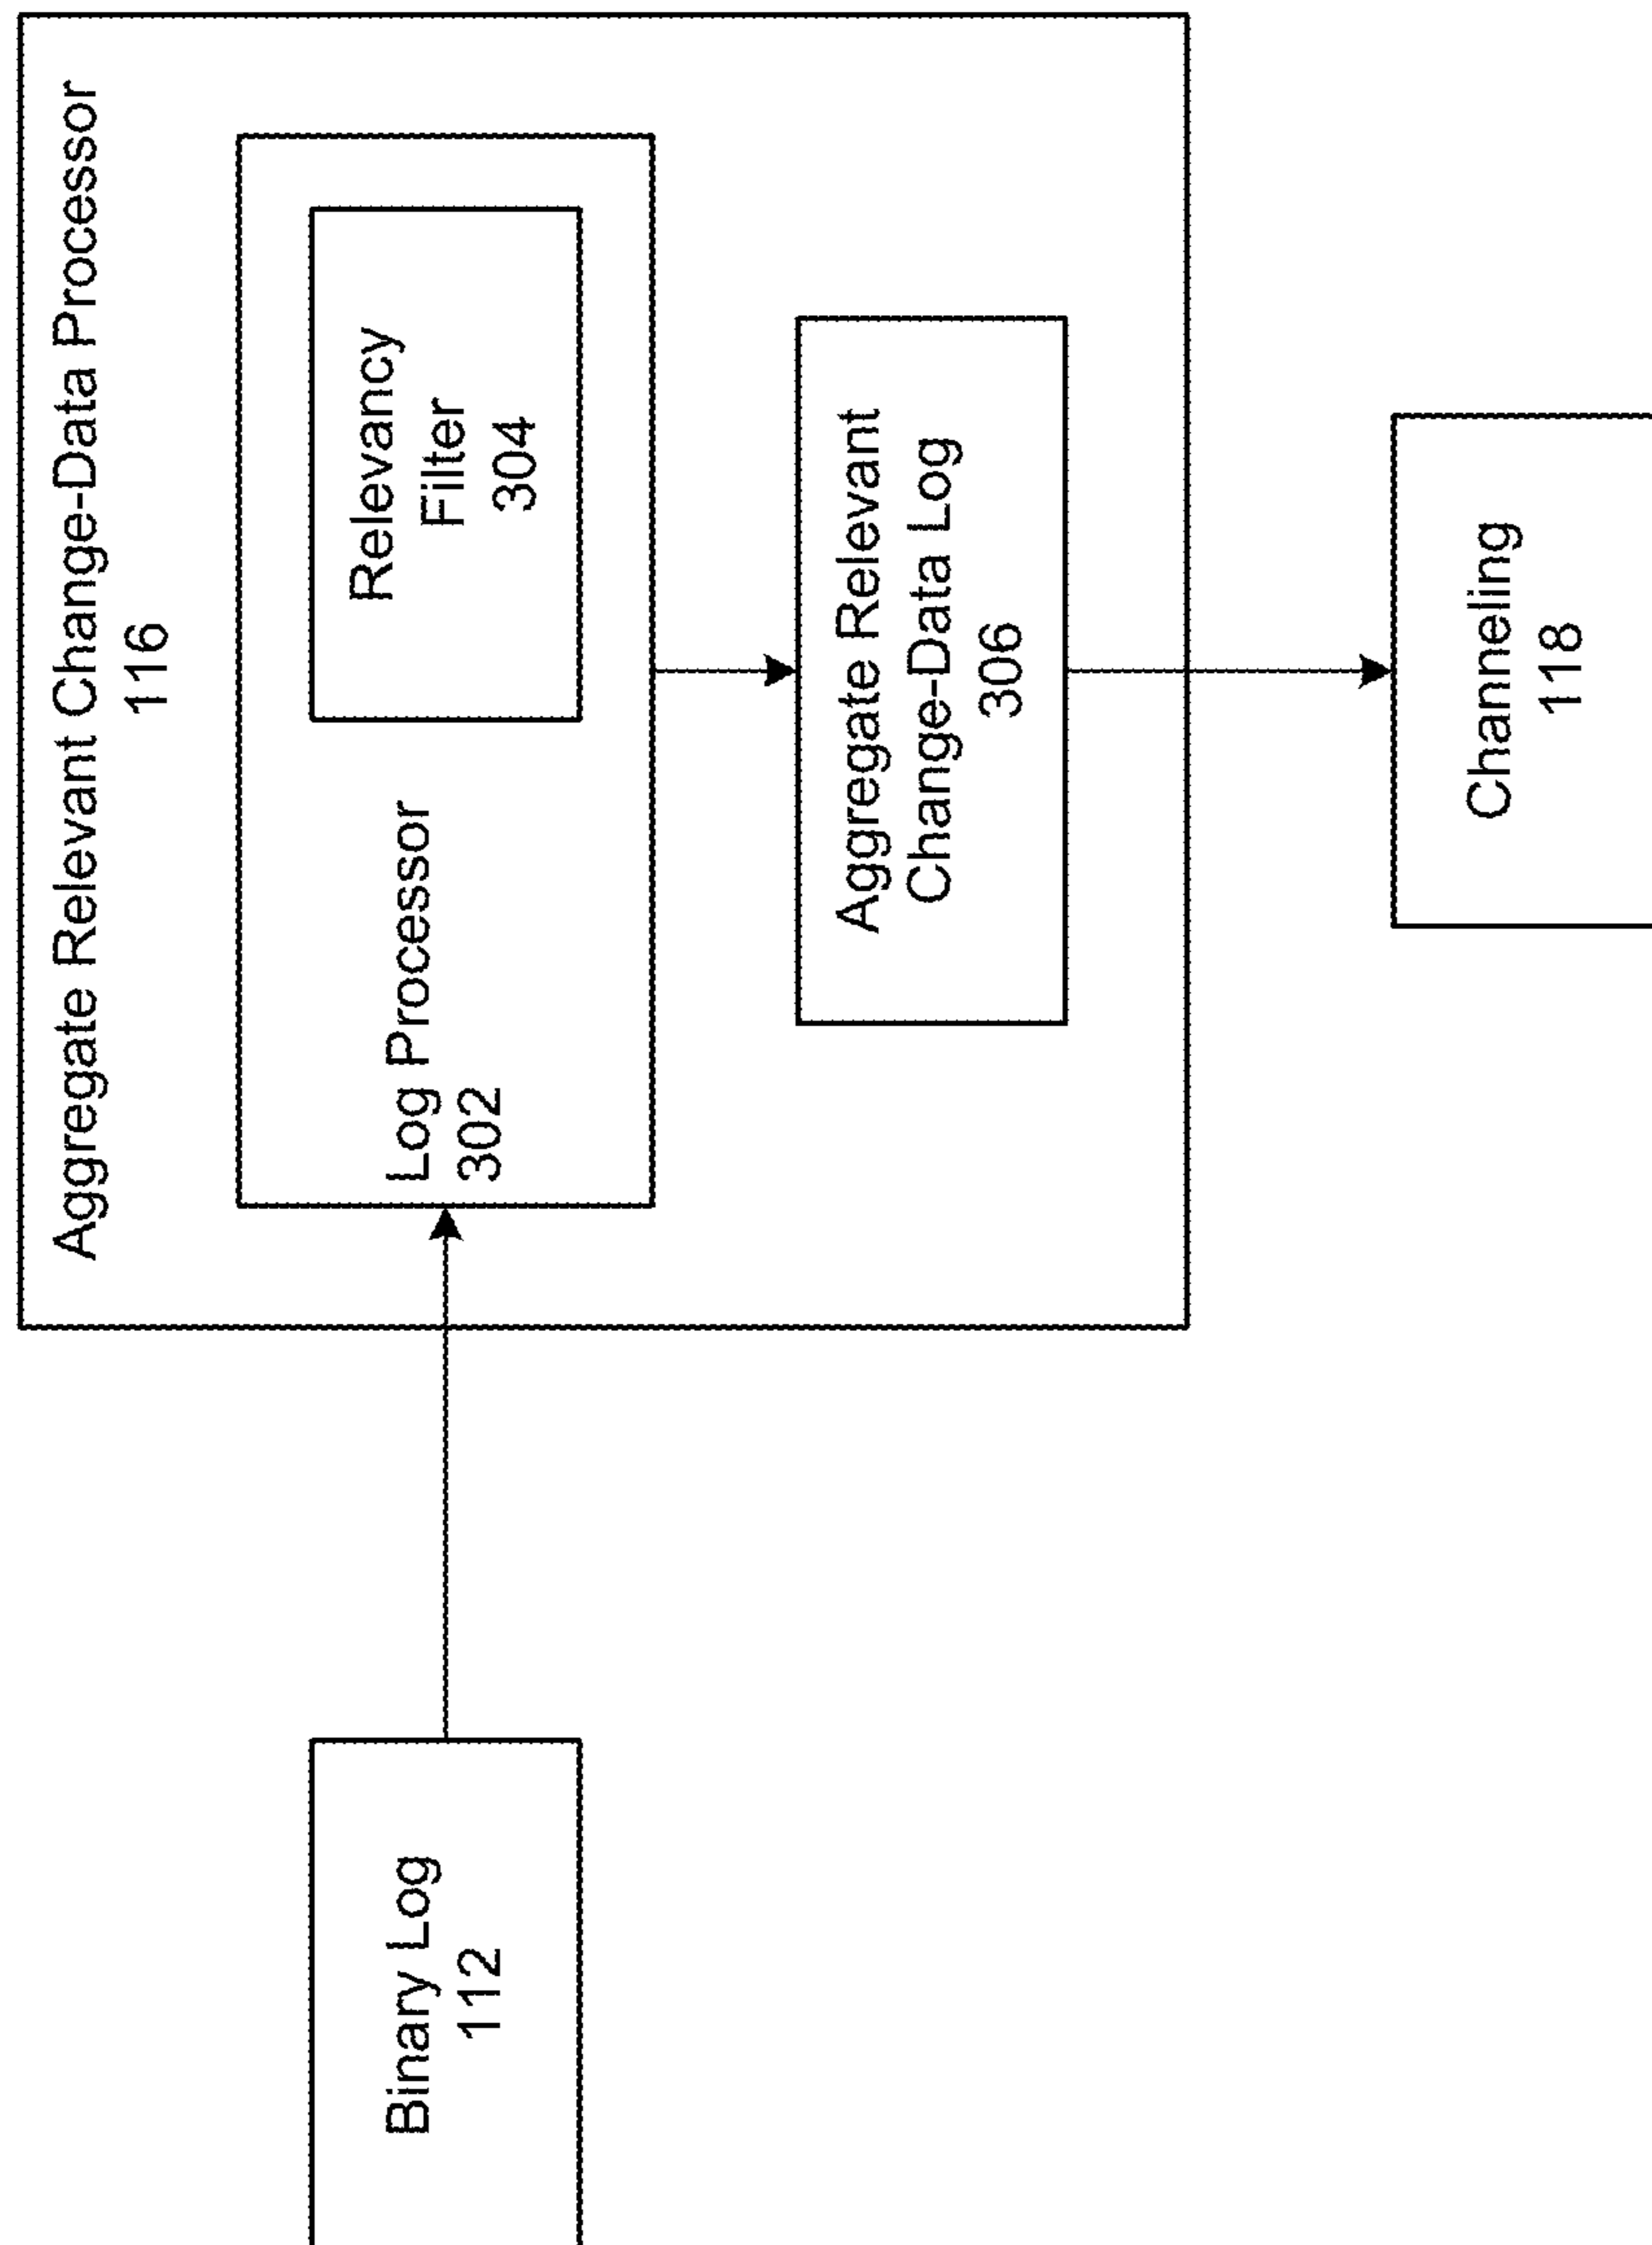 Aggregate Relevant Change-Data Processor
116
Binary Log
112
Log Processor
302
Relevancy
Filter
304
Aggregate Relevant
Change-Data Log
306
Channeling
118